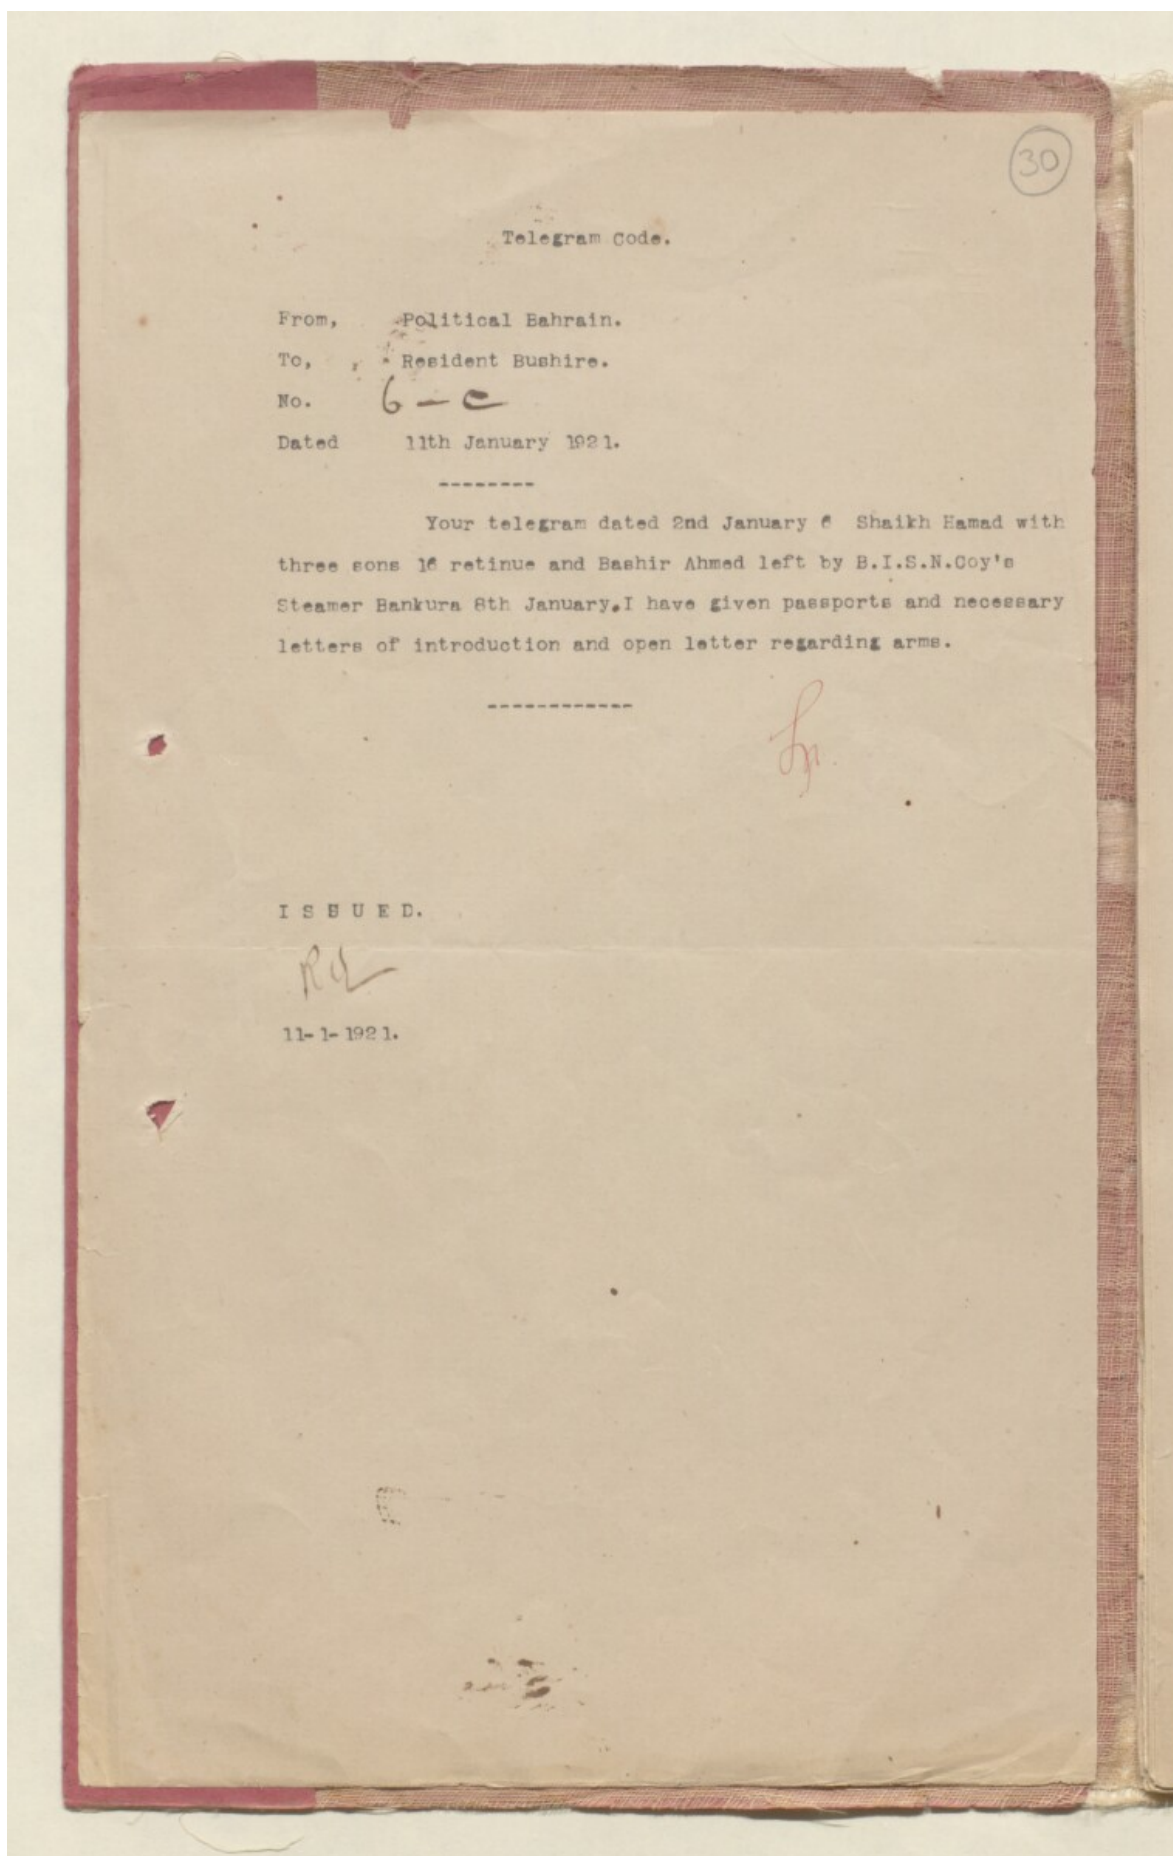 30
Telegram Code.
From, Political Bahrain.
To, Resident Bushire.
No. 6-C
Dated 11th January 1921.
--------
Your telegram dated 2nd January 6 Shaikh Hamad with
three sons 16 retinue and Bashir Ahmed left by B.I.S.N.Coy's
Steamer Bankura 8th January. I have given passports and necessary
letters of introduction and open letter regarding arms.
------------
ISSUED.
11-1-1921.